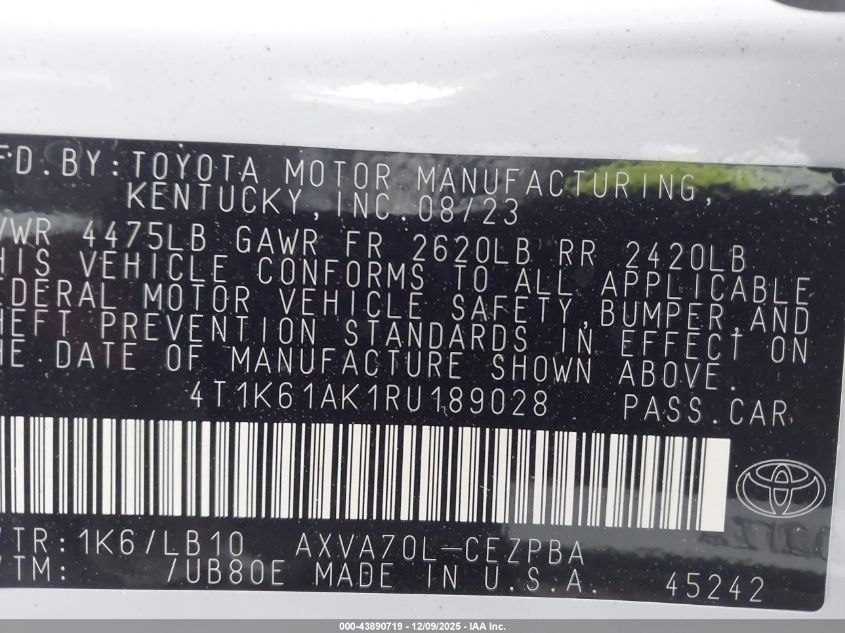 FD. BY: TOYOTA MOTOR MANUFACTURING,
KENTUCKY, INC. 08/23
VWR 4475LB GAWR FR 2620LB RR 2420LB
HIS VEHICLE CONFORMS TO ALL APPLICABLE
EDERAL MOTOR VEHICLE SAFETY, BUMPER, AND
HEFT PREVENTION STANDARDS IN EFFECT ON
HE DATE OF MANUFACTURE SHOWN ABOVE.
4T1K61AK1RU189028 PASS. CAR
TR: 1K6/LB10 AXVA70L-CEZPBA
TM: /UB80E MADE IN U.S.A. 45242
000-43890719 - 12/09/2025 - IAA Inc.